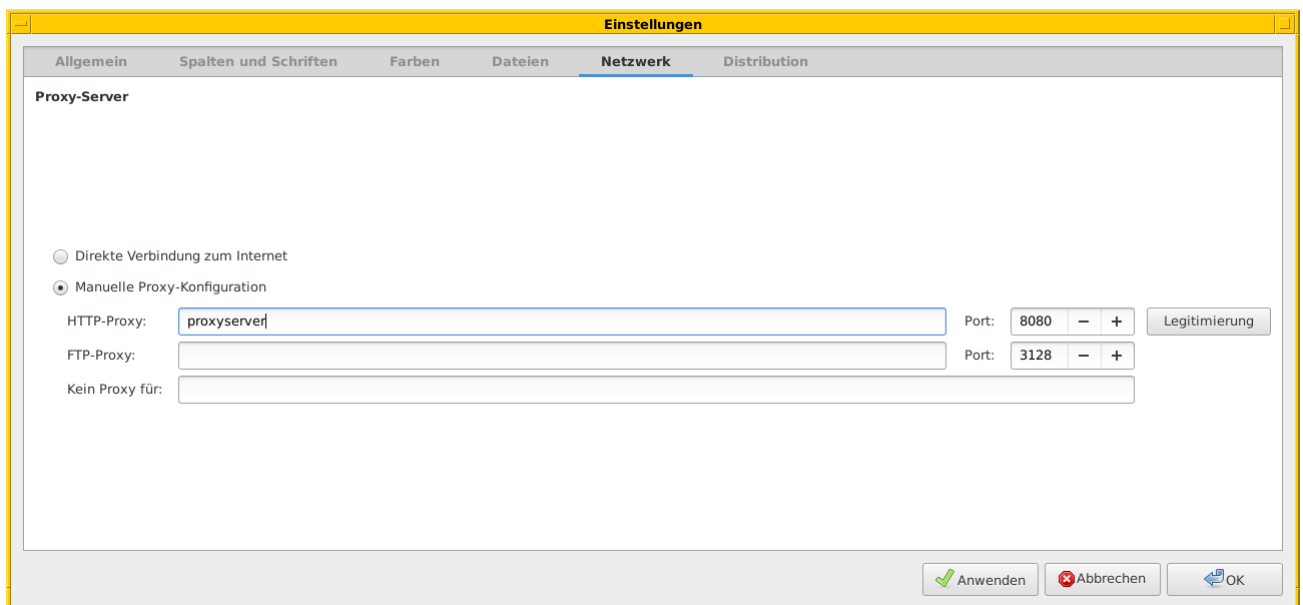 Einstellungen
Allgemein Spalten und Schriften Farben Dateien Netzwerk Distribution
Proxy-Server
Direkte Verbindung zum Internet
Manuelle Proxy-Konfiguration
HTTP-Proxy: proxyserver Port: 8080 − + Legitimierung
FTP-Proxy: Port: 3128 − +
Kein Proxy für:
Anwenden Abbrechen OK